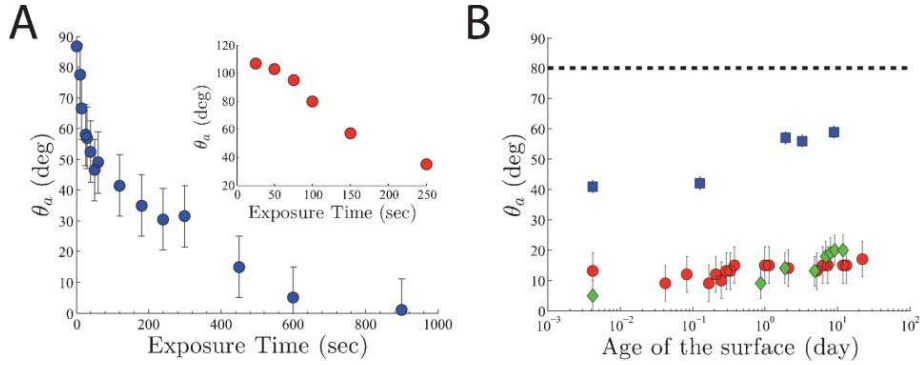 A
B
90
80
70
60
50
40
30
20
10
0
θa (deg)
0 200 400 600 800 1000
Exposure Time (sec)
120
100
80
60
40
20
θa (deg)
0 50 100 150 200 250
Exposure Time (sec)
90
80
70
60
50
40
30
20
10
0
θa (deg)
10⁻³ 10⁻² 10⁻¹ 10⁰ 10¹ 10²
Age of the surface (day)